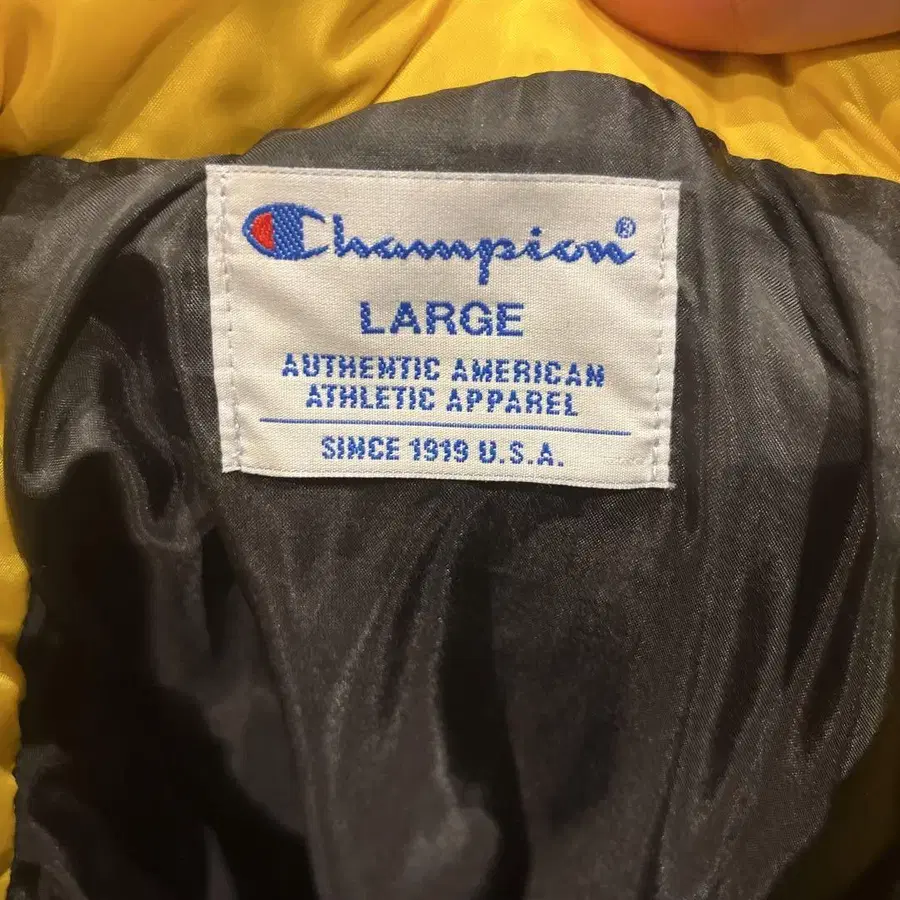 Champion®
LARGE
AUTHENTIC AMERICAN
ATHLETIC APPAREL
SINCE 1919 U.S.A.